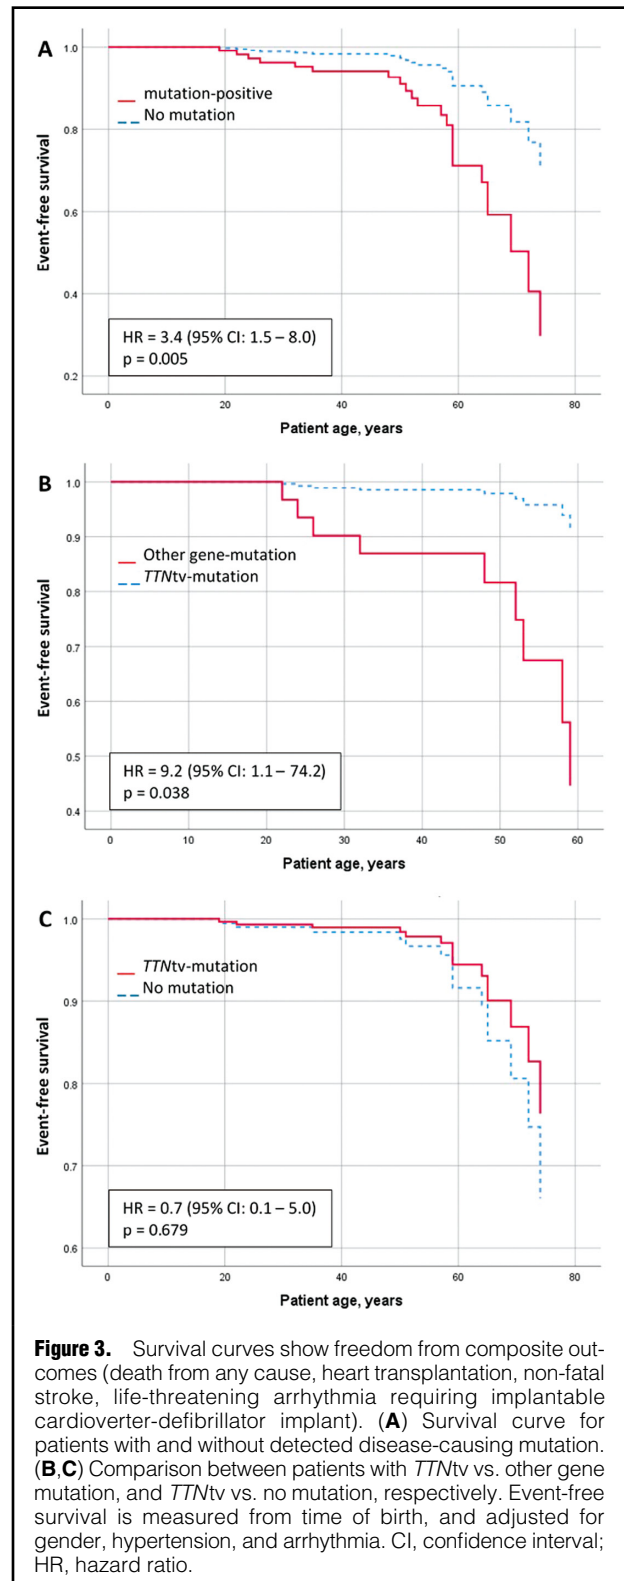 A
1.0
0.8
0.6
0.4
0.2
Event-free survival
mutation-positive
No mutation
HR = 3.4 (95% CI: 1.5 – 8.0)
p = 0.005
0 20 40 60 80
Patient age, years
B
1.0
0.9
0.8
0.7
0.6
0.5
0.4
Event-free survival
Other gene-mutation
TTNtv-mutation
HR = 9.2 (95% CI: 1.1 – 74.2)
p = 0.038
0 10 20 30 40 50 60
Patient age, years
C
1.0
0.9
0.8
0.7
0.6
Event-free survival
TTNtv-mutation
No mutation
HR = 0.7 (95% CI: 0.1 – 5.0)
p = 0.679
0 20 40 60 80
Patient age, years
Figure 3. Survival curves show freedom from composite out-
comes (death from any cause, heart transplantation, non-fatal
stroke, life-threatening arrhythmia requiring implantable
cardioverter-defibrillator implant). (A) Survival curve for
patients with and without detected disease-causing mutation.
(B,C) Comparison between patients with TTNtv vs. other gene
mutation, and TTNtv vs. no mutation, respectively. Event-free
survival is measured from time of birth, and adjusted for
gender, hypertension, and arrhythmia. CI, confidence interval;
HR, hazard ratio.